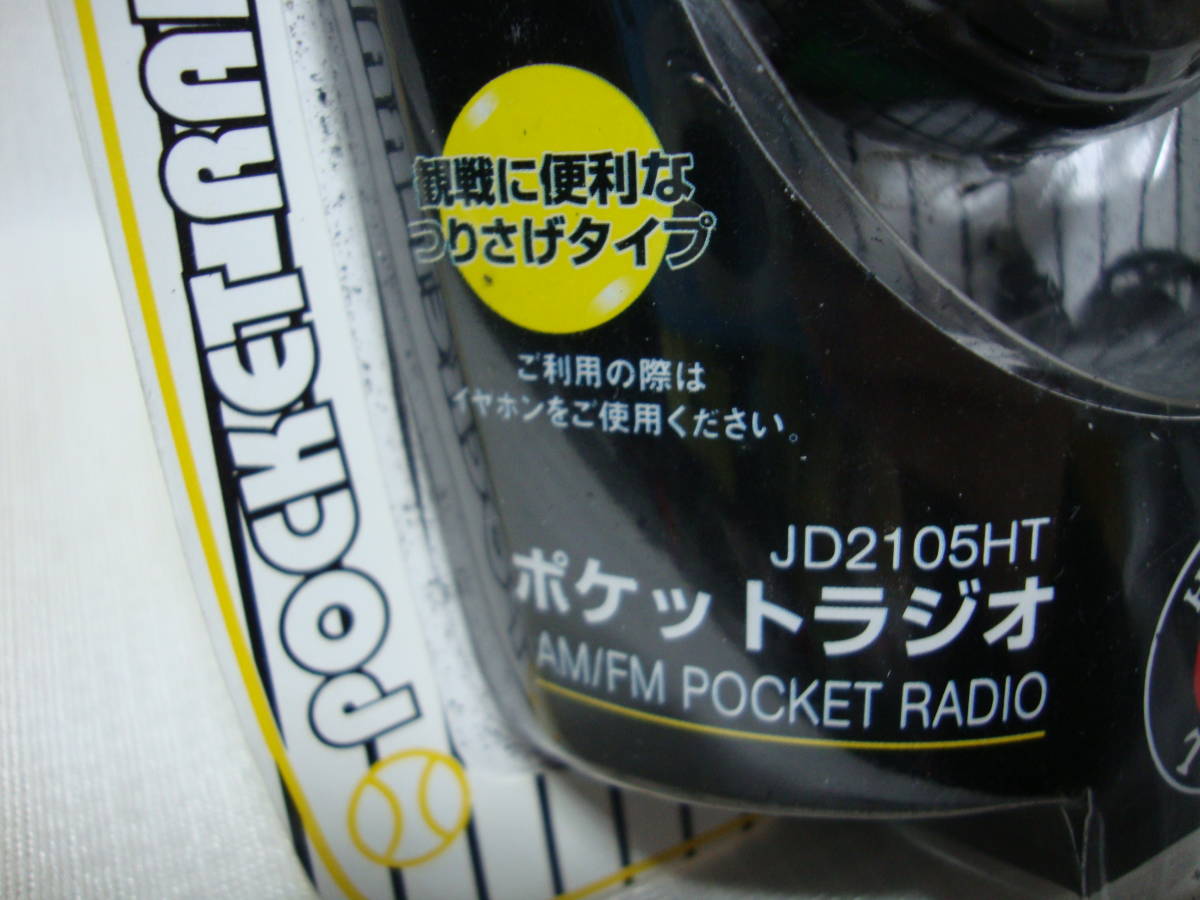 POCKET
観戦に便利な
つりさげタイプ
ご利用の際は
イヤホンをご使用ください。
JD2105HT
ポケットラジオ
AM/FM POCKET RADIO